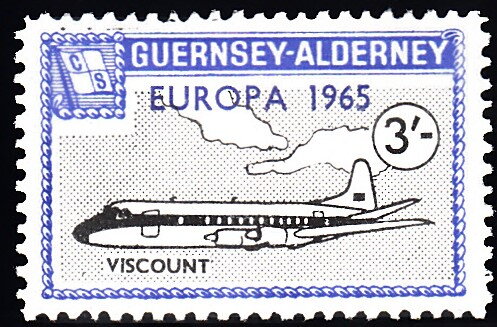 C S
GUERNSEY-ALDERNEY
EUROPA 1965
3'-
VISCOUNT